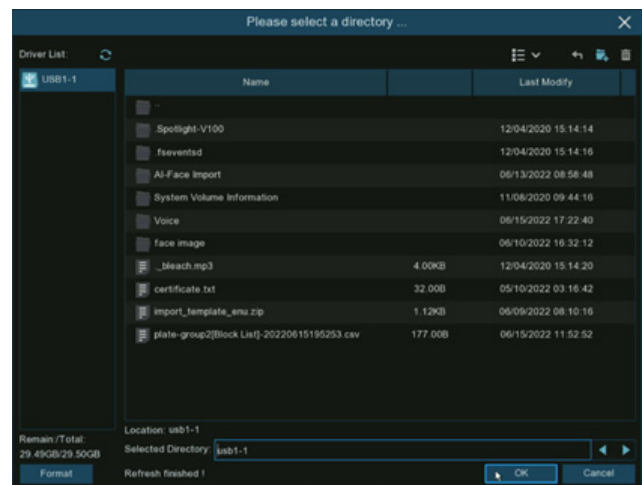 Please select a directory ...
Driver List:
USB1-1
Name Last Modify
..
.Spotlight-V100 12/04/2020 15:14:14
.fseventsd 12/04/2020 15:14:16
AI-Face Import 06/13/2022 08:58:48
System Volume Information 11/08/2020 09:44:16
Voice 06/15/2022 17:22:40
face image 06/10/2022 16:32:12
._bleach.mp3 4.00KB 12/04/2020 15:14:20
certificate.txt 32.00B 05/10/2022 03:16:42
import_template_enu.zip 1.12KB 06/09/2022 08:10:16
plate-group2[Block List]-20220615195253.csv 177.00B 06/15/2022 11:52:52
Location: usb1-1
Remain:/Total:
29.49GB/29.50GB
Selected Directory: usb1-1
Format Refresh finished ! OK Cancel